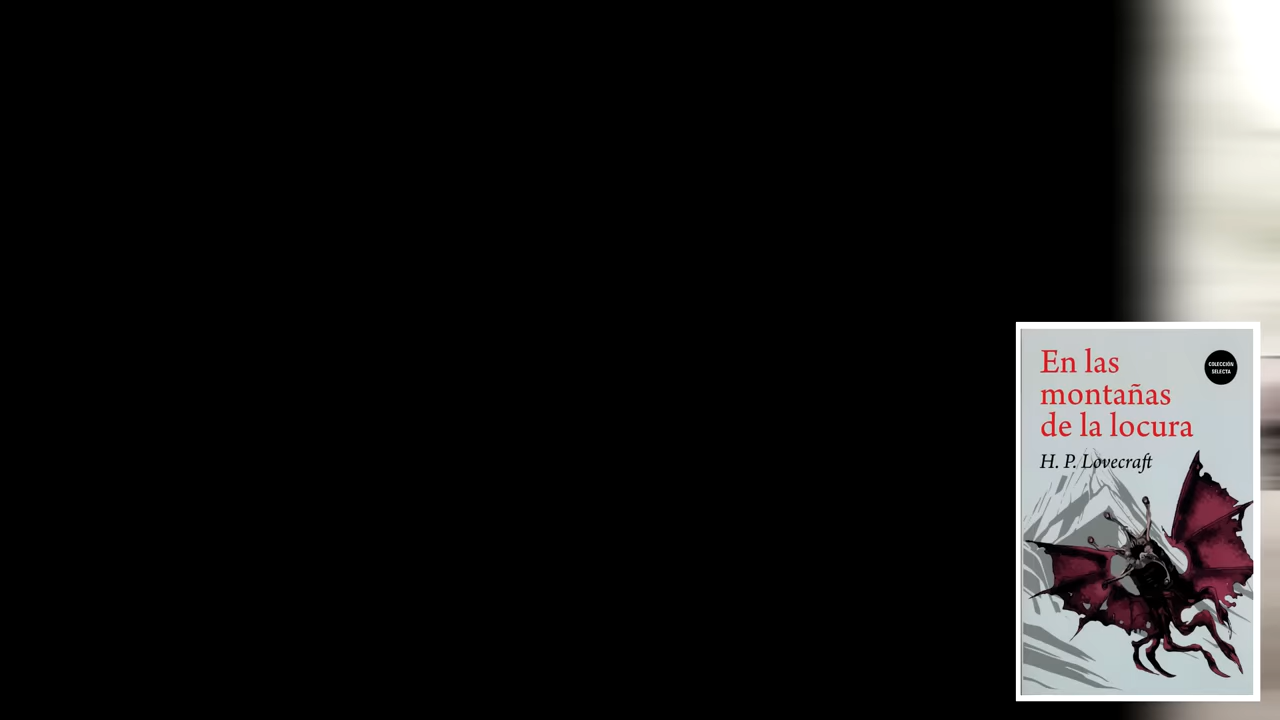 En las
montañas
de la locura
COLECCIÓN
SELECTA
H. P. Lovecraft